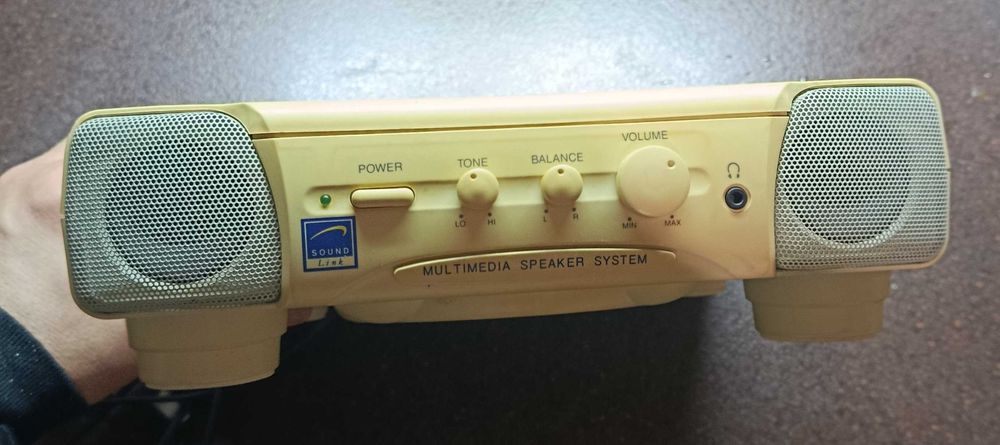 POWER
TONE
LO HI
BALANCE
L R
VOLUME
MIN MAX
SOUND
Link
MULTIMEDIA SPEAKER SYSTEM